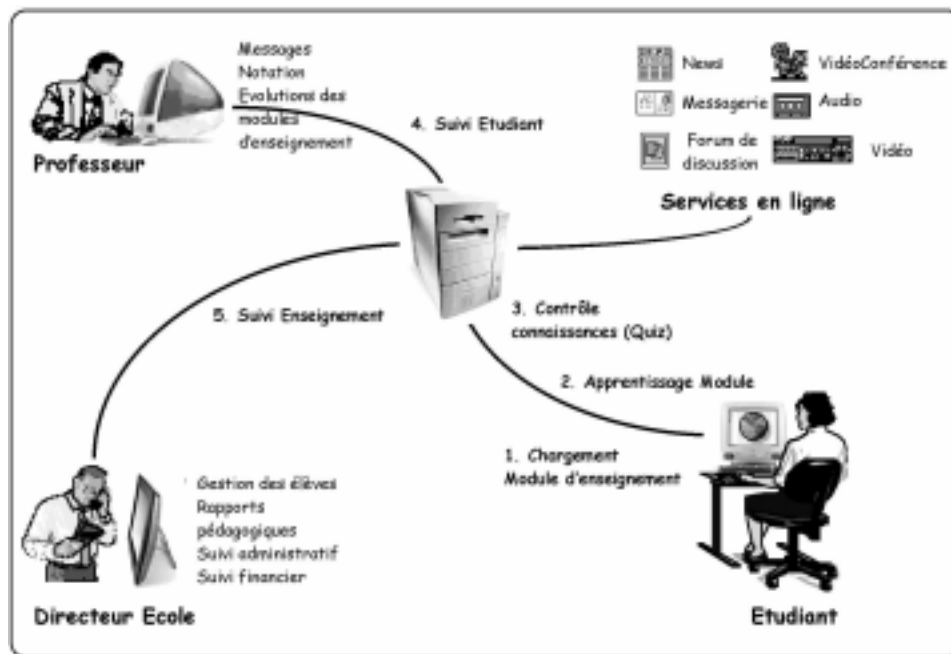 Messages
Notation
Evolutions des
modules
d'enseignement
Professeur
4. Suivi Etudiant
News
VidéoConférence
Messagerie
Audio
Forum de
discussion
Vidéo
Services en ligne
5. Suivi Enseignement
3. Contrôle
connaissances (Quiz)
2. Apprentissage Module
1. Chargement
Module d'enseignement
Gestion des élèves
Rapports
pédagogiques
Suivi administratif
Suivi financier
Directeur Ecole
Etudiant